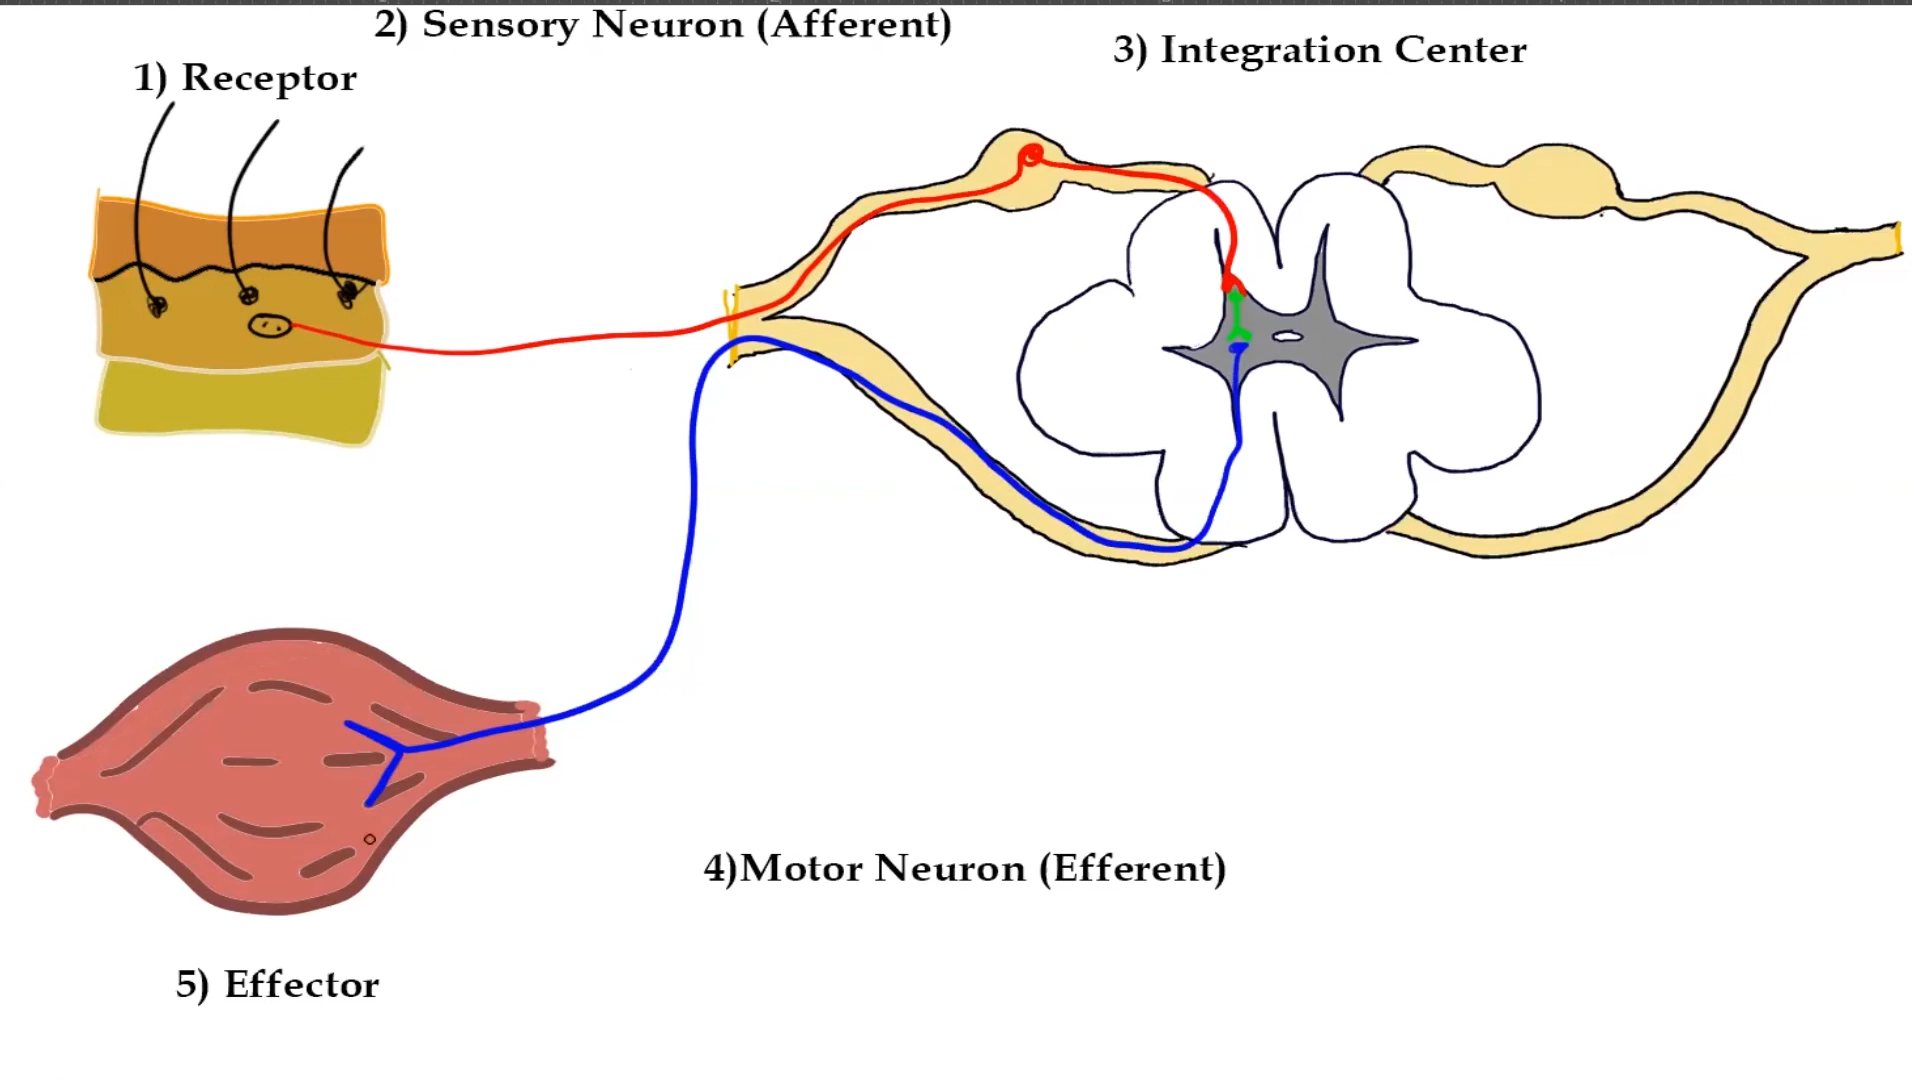 2) Sensory Neuron (Afferent)
3) Integration Center
1) Receptor
4)Motor Neuron (Efferent)
5) Effector